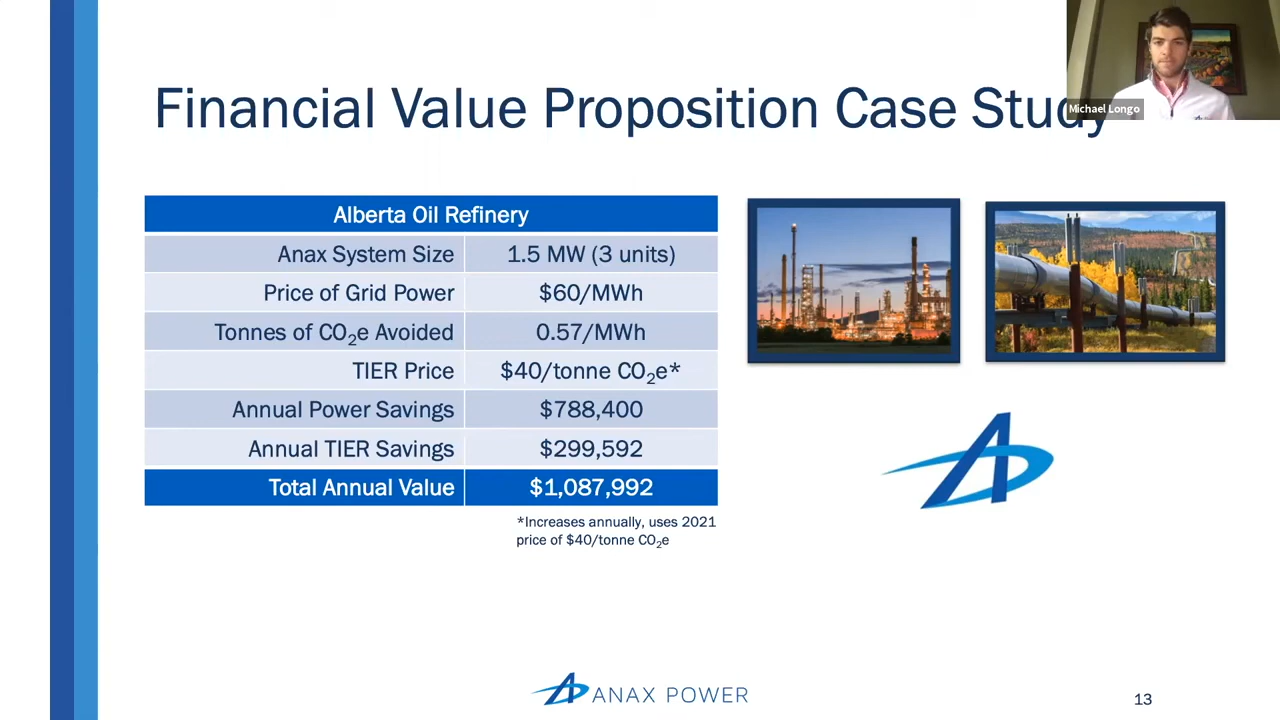 Financial Value Proposition Case Study
Michael Longo
Alberta Oil Refinery
Anax System Size 1.5 MW (3 units)
Price of Grid Power $60/MWh
Tonnes of CO₂e Avoided 0.57/MWh
TIER Price $40/tonne CO₂e*
Annual Power Savings $788,400
Annual TIER Savings $299,592
Total Annual Value $1,087,992
*Increases annually, uses 2021
price of $40/tonne CO₂e
ANAX POWER
13